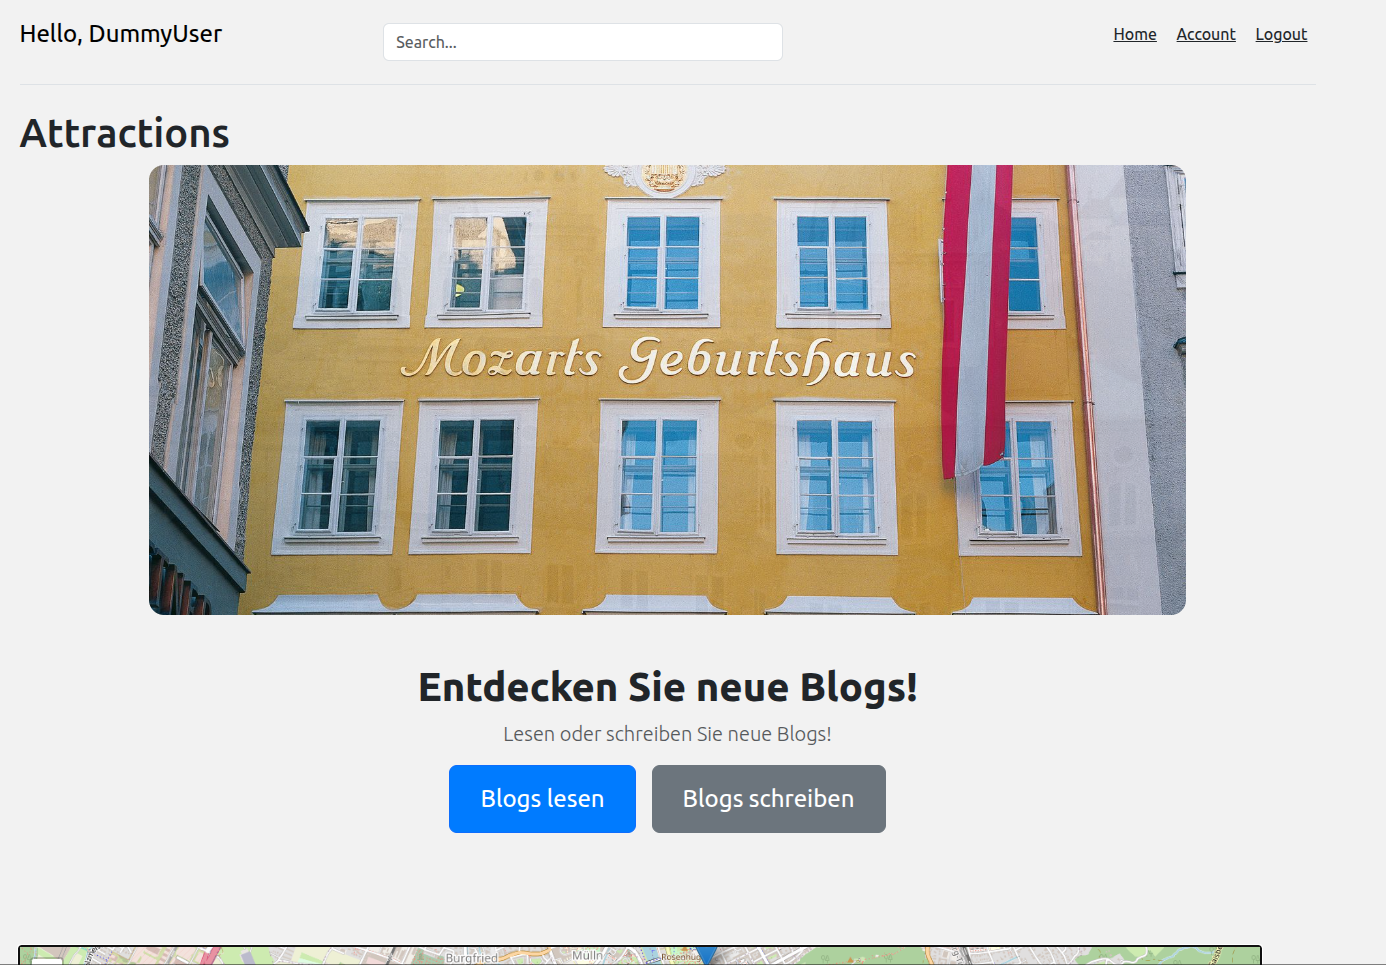 Hello, DummyUser
Search...
Home Account Logout
Attractions
Mozarts Geburtshaus
Entdecken Sie neue Blogs!
Lesen oder schreiben Sie neue Blogs!
Blogs lesen Blogs schreiben
Burgfried Mülln Rosenhüg